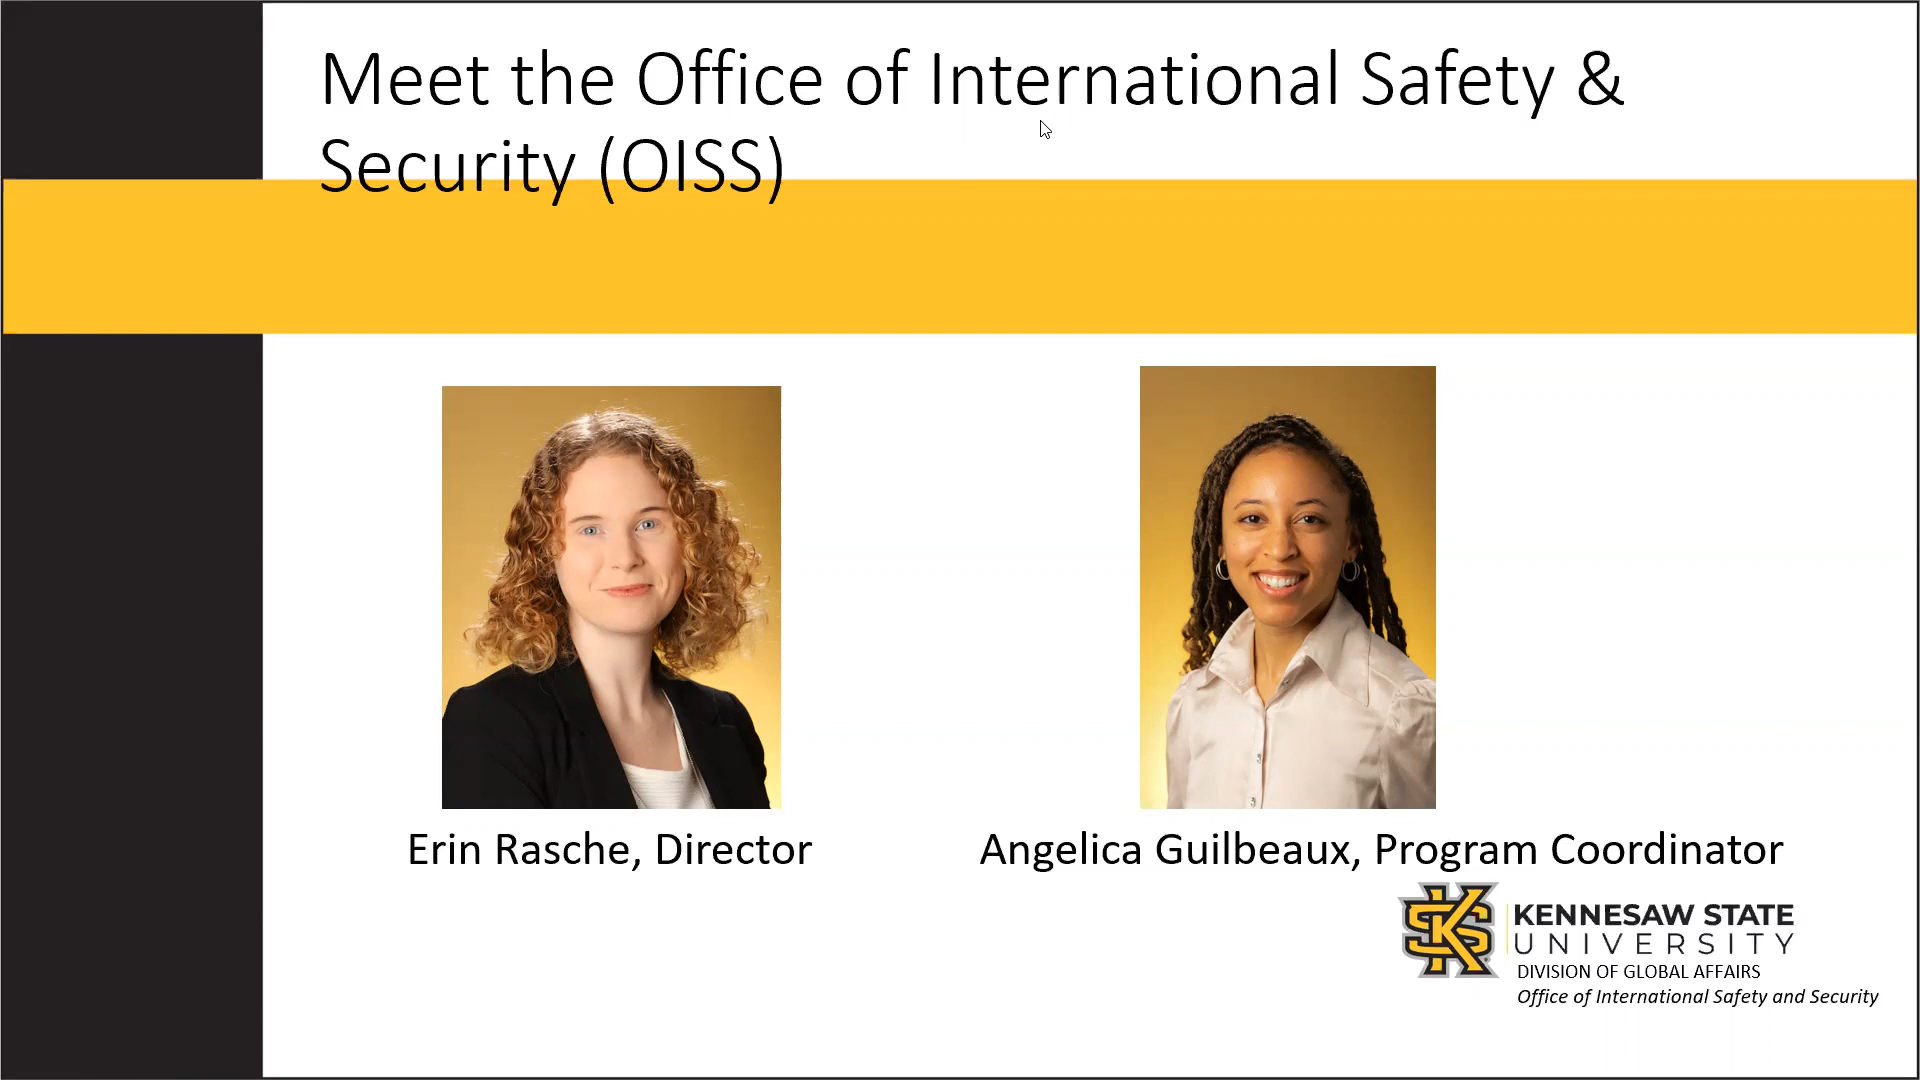 Meet the Office of International Safety &
Security (OISS)
Erin Rasche, Director
Angelica Guilbeaux, Program Coordinator
KS
KENNESAW STATE
UNIVERSITY
DIVISION OF GLOBAL AFFAIRS
Office of International Safety and Security